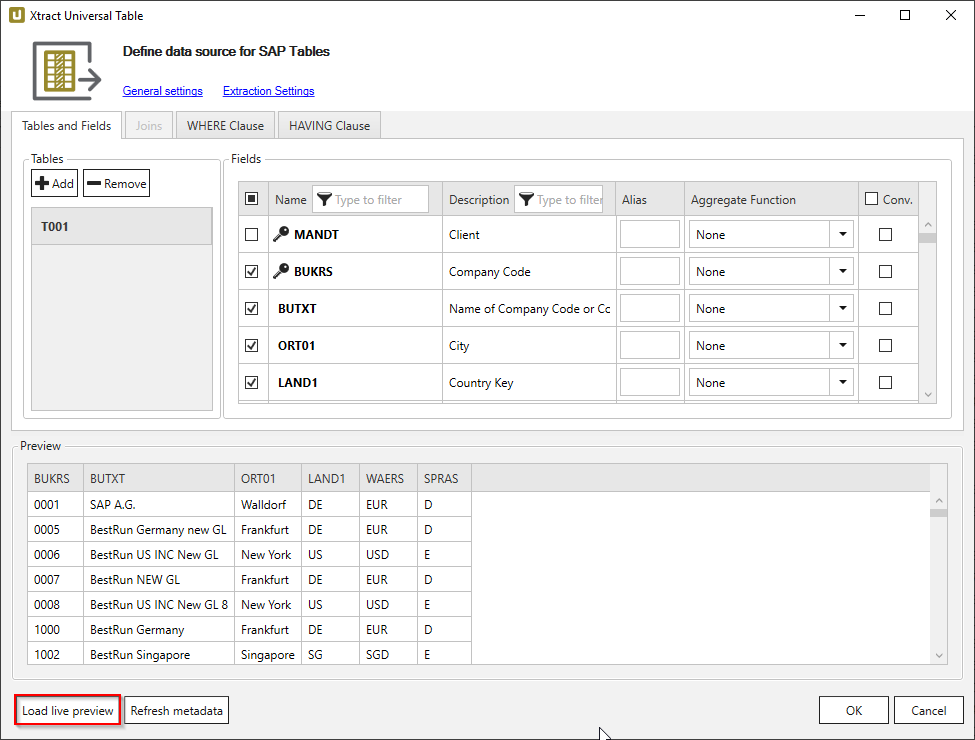 Xtract Universal Table
Define data source for SAP Tables
General settings Extraction Settings
Tables and Fields Joins WHERE Clause HAVING Clause
Tables
Add Remove
T001
Fields
Name Type to filter Description Type to filter Alias Aggregate Function Conv.
MANDT Client None
BUKRS Company Code None
BUTXT Name of Company Code or Cc None
ORT01 City None
LAND1 Country Key None
Preview
BUKRS BUTXT ORT01 LAND1 WAERS SPRAS
0001 SAP A.G. Walldorf DE EUR D
0005 BestRun Germany new GL Frankfurt DE EUR D
0006 BestRun US INC New GL New York US USD E
0007 BestRun NEW GL Frankfurt DE EUR D
0008 BestRun US INC New GL 8 New York US USD E
1000 BestRun Germany Frankfurt DE EUR D
1002 BestRun Singapore Singapore SG SGD E
Load live preview Refresh metadata OK Cancel